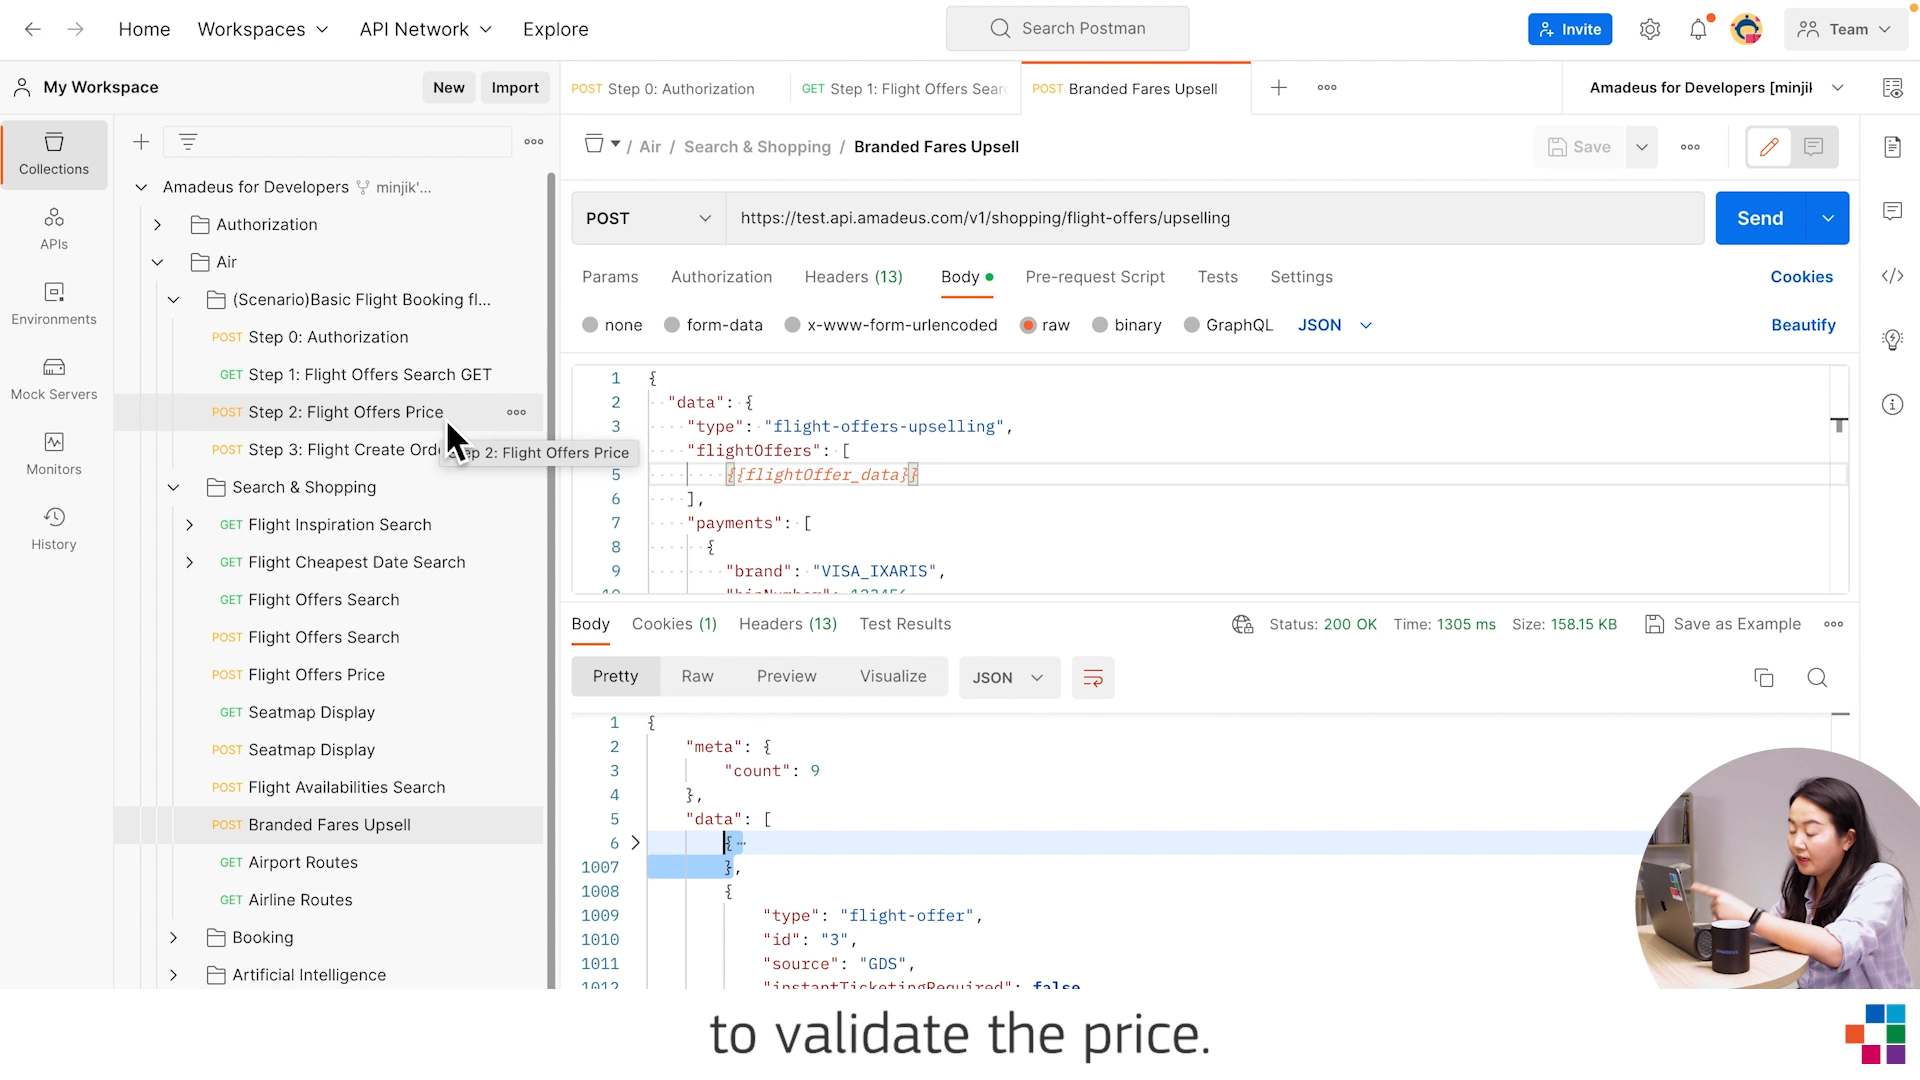 Home Workspaces API Network Explore Search Postman Invite Team
My Workspace New Import
POST Step 0: Authorization GET Step 1: Flight Offers Sear POST Branded Fares Upsell Amadeus for Developers [minjik
Collections
APIs
Environments
Mock Servers
Monitors
History
Amadeus for Developers minjik'...
Authorization
Air
(Scenario)Basic Flight Booking fl...
POST Step 0: Authorization
GET Step 1: Flight Offers Search GET
POST Step 2: Flight Offers Price
POST Step 3: Flight Create Orde
Step 2: Flight Offers Price
Search & Shopping
GET Flight Inspiration Search
GET Flight Cheapest Date Search
GET Flight Offers Search
POST Flight Offers Search
POST Flight Offers Price
GET Seatmap Display
POST Seatmap Display
POST Flight Availabilities Search
POST Branded Fares Upsell
GET Airport Routes
GET Airline Routes
Booking
Artificial Intelligence
/ Air / Search & Shopping / Branded Fares Upsell Save
POST https://test.api.amadeus.com/v1/shopping/flight-offers/upselling Send
Params Authorization Headers (13) Body Pre-request Script Tests Settings Cookies
none form-data x-www-form-urlencoded raw binary GraphQL JSON Beautify
1 {
2 "data": {
3 "type": "flight-offers-upselling",
4 "flightOffers": [
5 {{flightOffer_data}}
6 ],
7 "payments": [
8 {
9 "brand": "VISA_IXARIS",
10 "binNumber": 123456
Body Cookies (1) Headers (13) Test Results Status: 200 OK Time: 1305 ms Size: 158.15 KB Save as Example
Pretty Raw Preview Visualize JSON
1 {
2 "meta": {
3 "count": 9
4 },
5 "data": [
6 { …
1007 },
1008 {
1009 "type": "flight-offer",
1010 "id": "3",
1011 "source": "GDS",
1012 "instantTicketingRequired": false
AMADEUS
to validate the price.